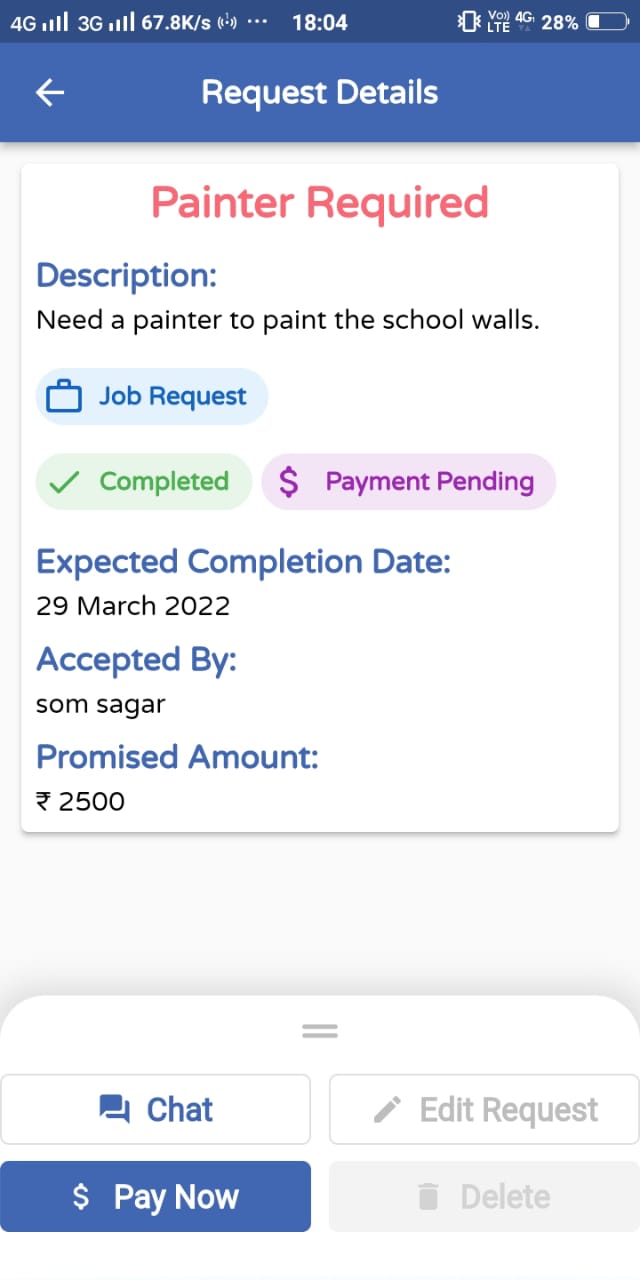 4G 3G 67.8K/s ... 18:04 Vo)) LTE 4G 28%
Request Details
Painter Required
Description:
Need a painter to paint the school walls.
Job Request
Completed $ Payment Pending
Expected Completion Date:
29 March 2022
Accepted By:
som sagar
Promised Amount:
₹ 2500
Chat Edit Request
$ Pay Now Delete